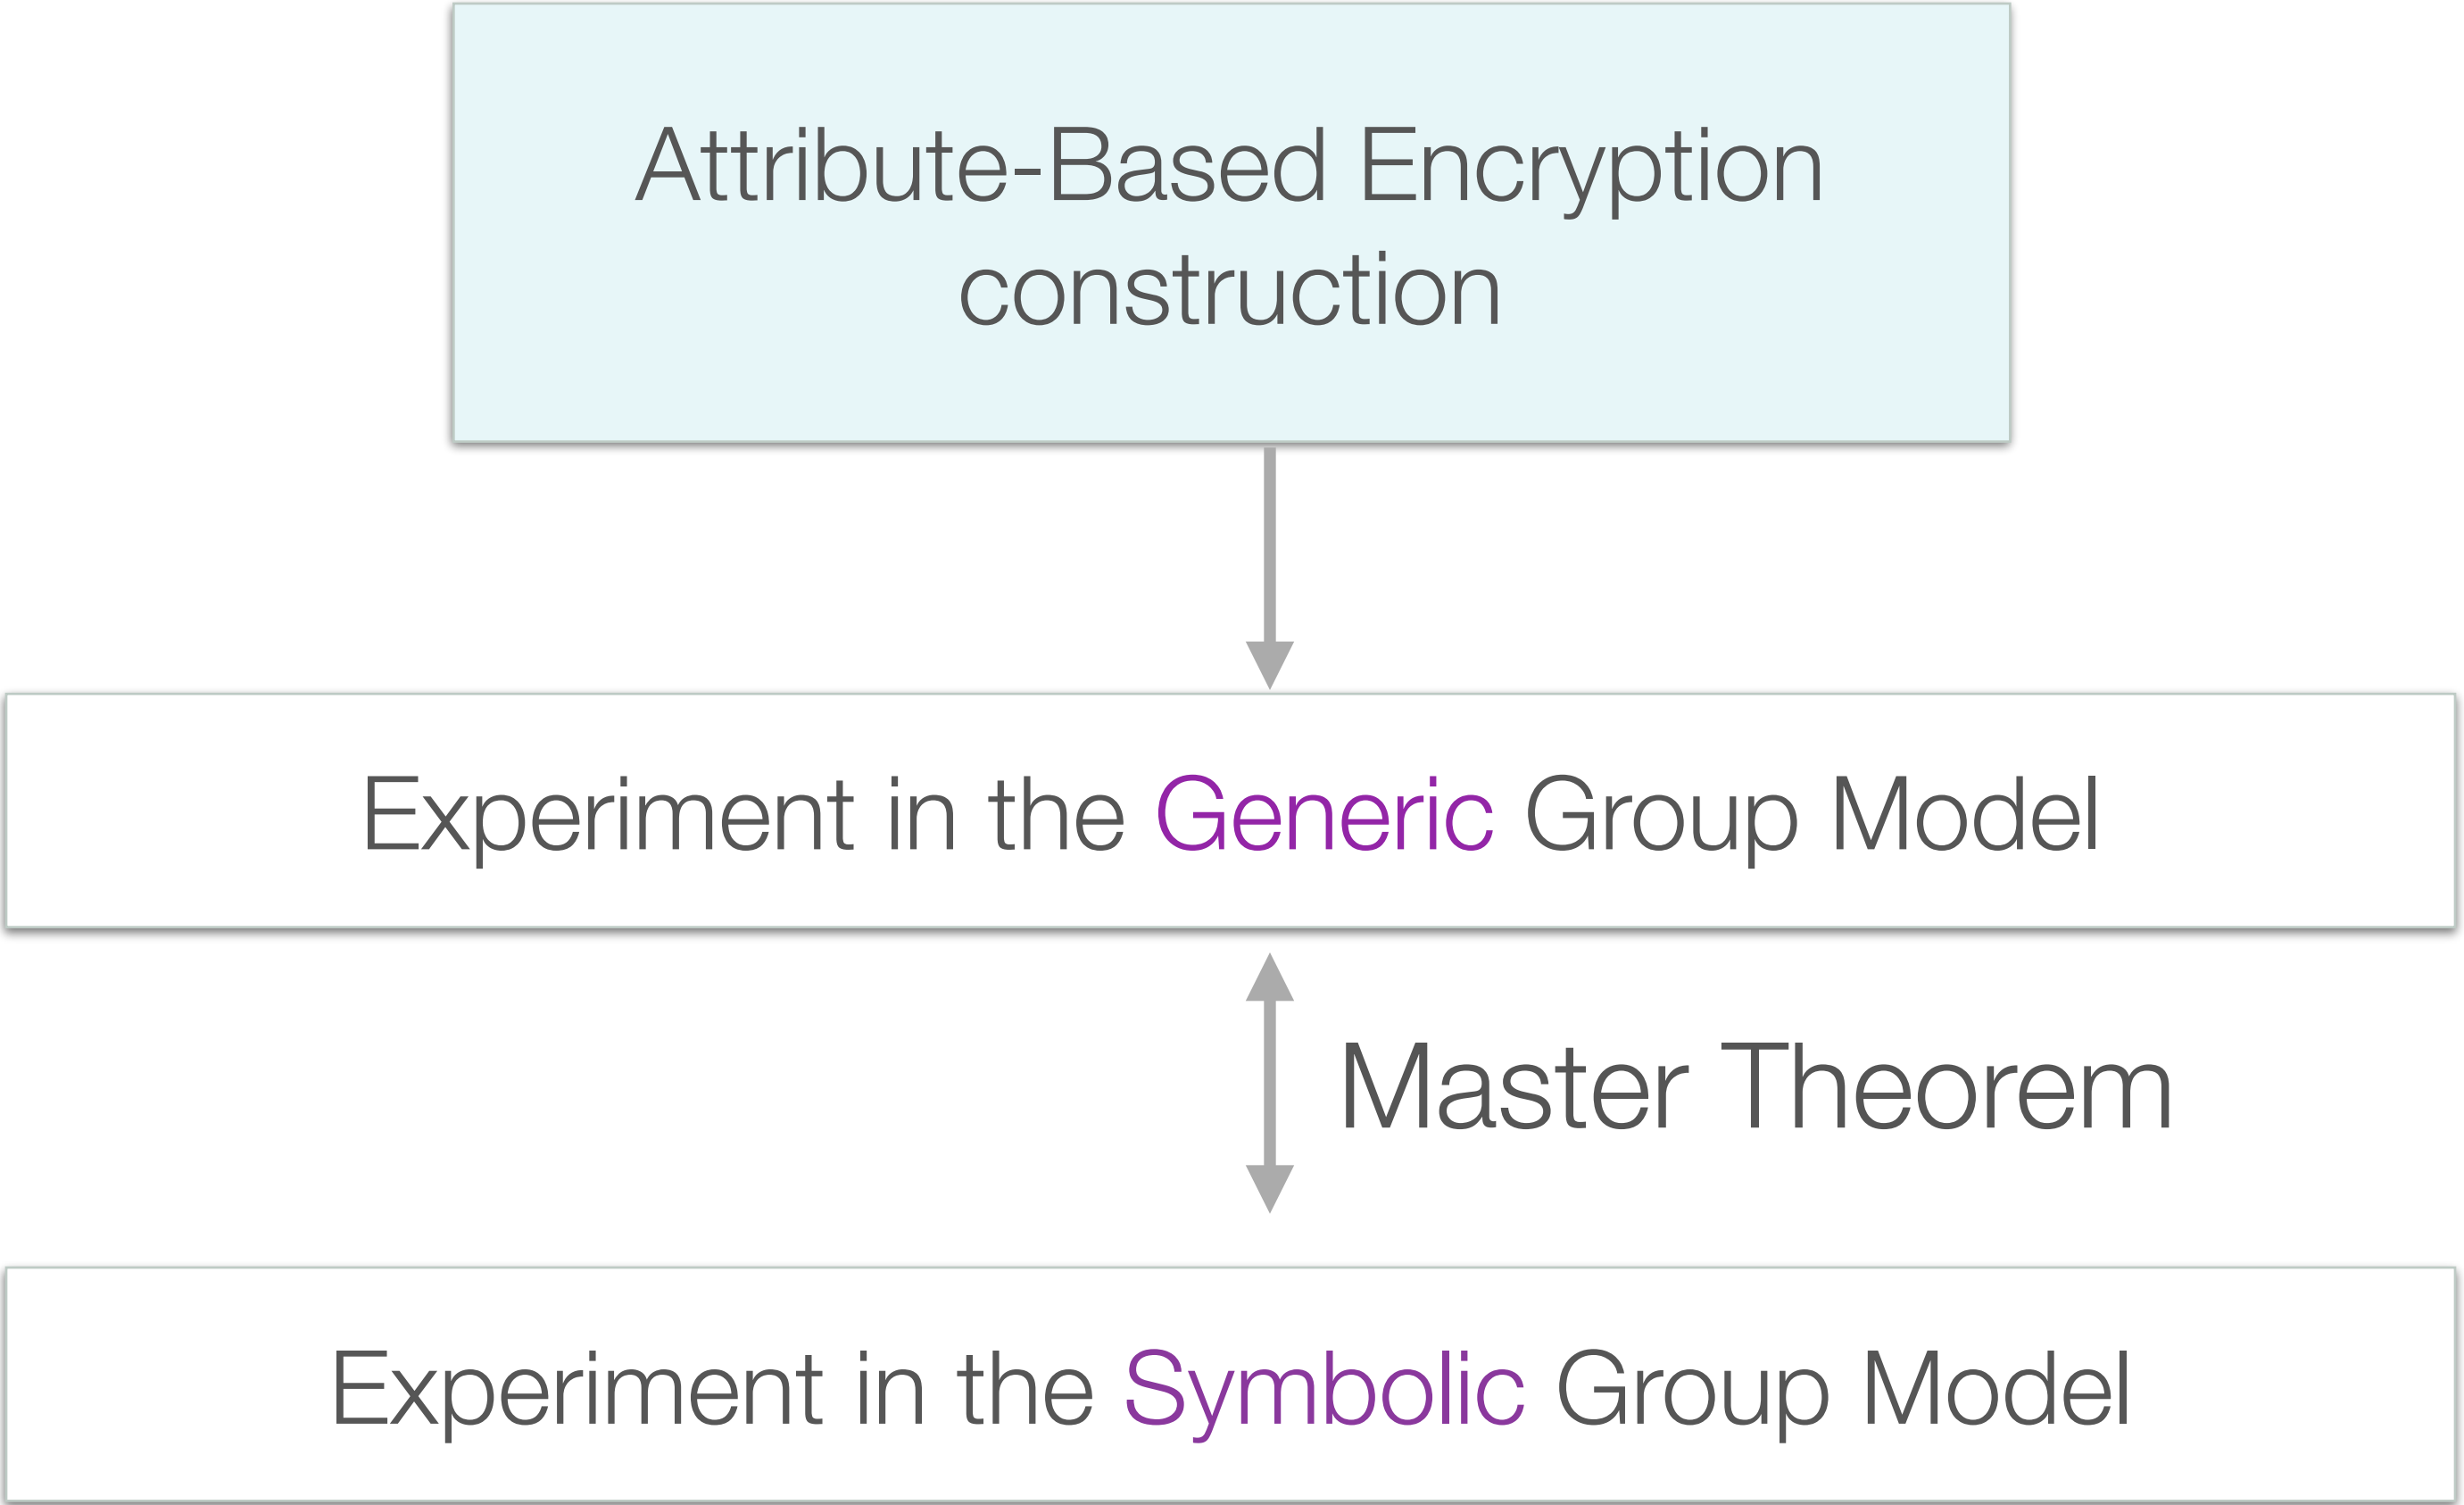 Attribute-Based Encryption
construction
Experiment in the Generic Group Model
Master Theorem
Experiment in the Symbolic Group Model